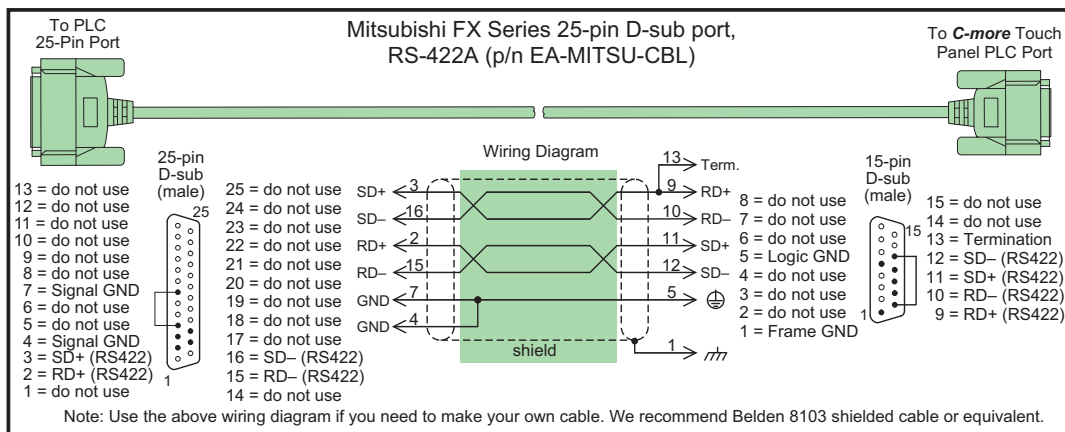 To PLC
25-Pin Port
Mitsubishi FX Series 25-pin D-sub port,
RS-422A (p/n EA-MITSU-CBL)
To C-more Touch
Panel PLC Port
25-pin
D-sub
(male)
13 = do not use
12 = do not use
11 = do not use
10 = do not use
9 = do not use
8 = do not use
7 = Signal GND
6 = do not use
5 = do not use
4 = Signal GND
3 = SD+ (RS422)
2 = RD+ (RS422)
1 = do not use
25
1
25 = do not use
24 = do not use
23 = do not use
22 = do not use
21 = do not use
20 = do not use
19 = do not use
18 = do not use
17 = do not use
16 = SD– (RS422)
15 = RD– (RS422)
14 = do not use
Wiring Diagram
13 Term.
SD+ 3 9 RD+
SD– 16 10 RD–
RD+ 2 11 SD+
RD– 15 12 SD–
GND 7 5
GND 4
shield
1
8 = do not use
7 = do not use
6 = do not use
5 = Logic GND
4 = do not use
3 = do not use
2 = do not use
1 = Frame GND
15-pin
D-sub
(male)
15
1
15 = do not use
14 = do not use
13 = Termination
12 = SD– (RS422)
11 = SD+ (RS422)
10 = RD– (RS422)
9 = RD+ (RS422)
Note: Use the above wiring diagram if you need to make your own cable. We recommend Belden 8103 shielded cable or equivalent.